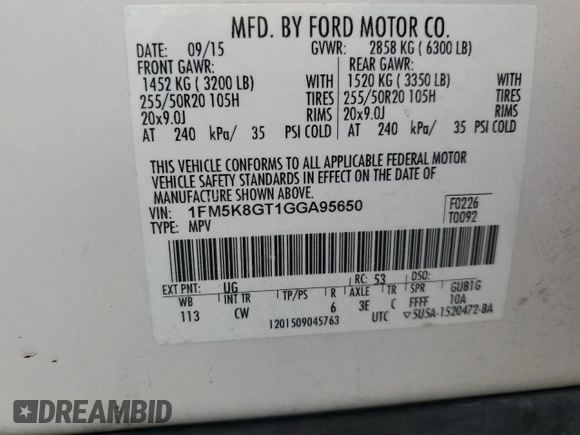 MFD. BY FORD MOTOR CO.
DATE: 09/15 GVWR: 2858 KG ( 6300 LB)
FRONT GAWR: REAR GAWR:
1452 KG ( 3200 LB) WITH 1520 KG ( 3350 LB) WITH
255/50R20 105H TIRES 255/50R20 105H TIRES
20x9.0J RIMS 20x9.0J RIMS
AT 240 kPa/ 35 PSI COLD AT 240 kPa/ 35 PSI COLD
THIS VEHICLE CONFORMS TO ALL APPLICABLE FEDERAL MOTOR
VEHICLE SAFETY STANDARDS IN EFFECT ON THE DATE OF
MANUFACTURE SHOWN ABOVE.
VIN: 1FM5K8GT1GGA95650 F0226
TYPE: MPV T0092
EXT PNT: UG RC: 53 DSO:
WB INT TR TP/PS R AXLE TR SPR GUB1G
113 CW 6 3E C FFFF 10A
1201509045763 UTC ▽5U5A-1520472-BA
DREAMBID